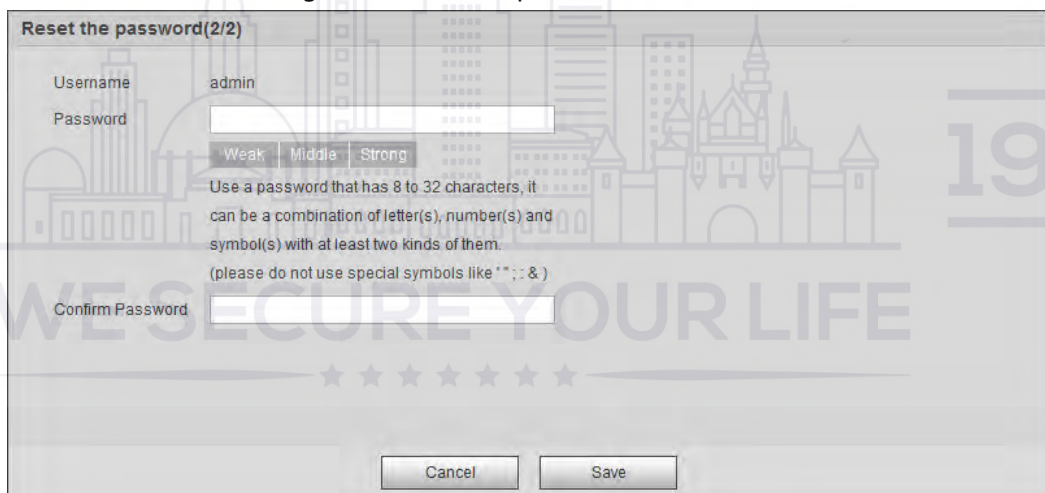 Reset the password(2/2)
Username admin
Password
Weak Middle Strong
Use a password that has 8 to 32 characters, it
can be a combination of letter(s), number(s) and
symbol(s) with at least two kinds of them.
(please do not use special symbols like ' " ; : & )
Confirm Password
19
WE SECURE YOUR LIFE
Cancel Save